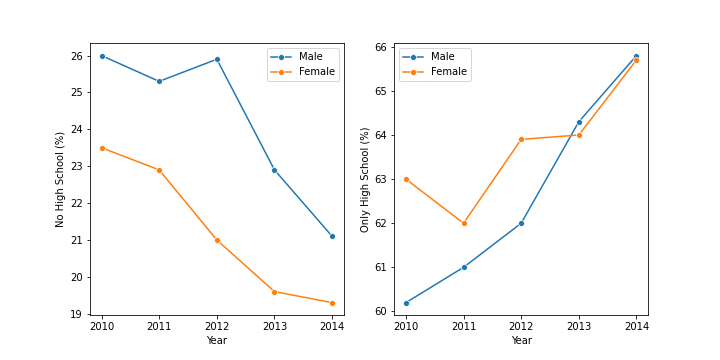 Male
Female
26
25
24
23
22
21
20
19
No High School (%)
2010 2011 2012 2013 2014
Year
Male
Female
66
65
64
63
62
61
60
Only High School (%)
2010 2011 2012 2013 2014
Year